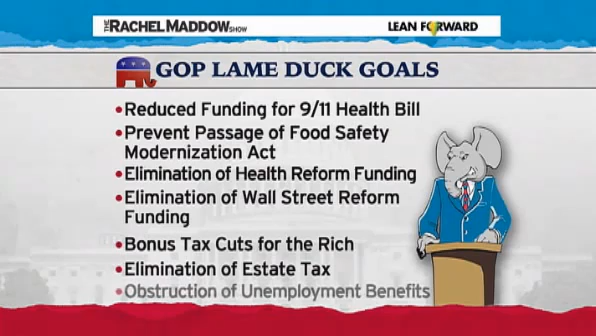 THE RACHEL MADDOW SHOW
LEAN FORWARD
GOP LAME DUCK GOALS
•Reduced Funding for 9/11 Health Bill
•Prevent Passage of Food Safety
Modernization Act
•Elimination of Health Reform Funding
•Elimination of Wall Street Reform
Funding
•Bonus Tax Cuts for the Rich
•Elimination of Estate Tax
•Obstruction of Unemployment Benefits